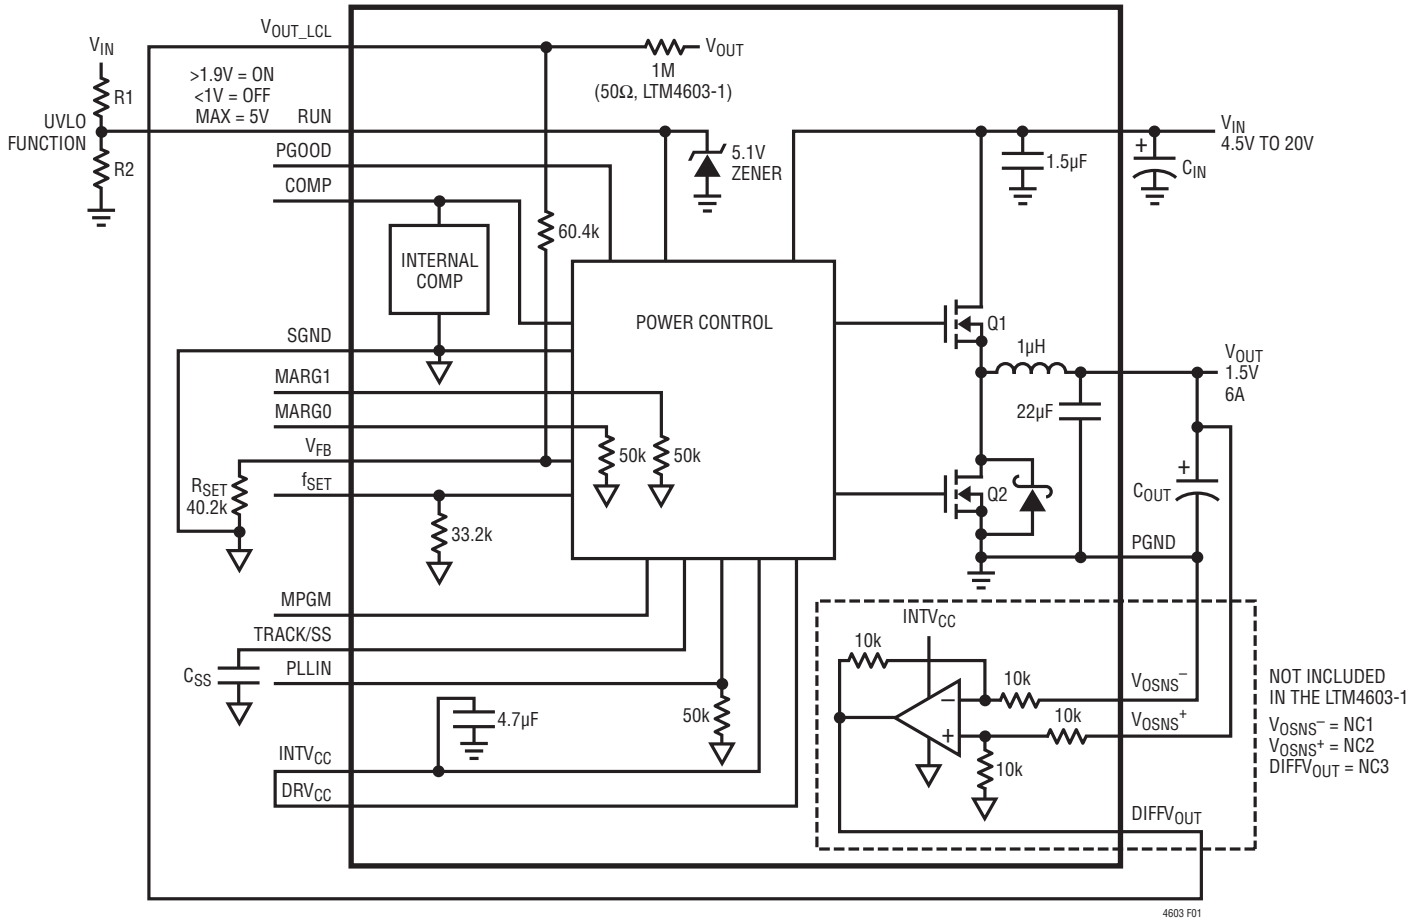 V_OUT_LCL
V_IN
>1.9V = ON
<1V = OFF
MAX = 5V
R1
UVLO
FUNCTION
R2
RUN
PGOOD
COMP
V_OUT
1M
(50Ω, LTM4603-1)
5.1V
ZENER
1.5µF
V_IN
4.5V TO 20V
+
C_IN
60.4k
INTERNAL
COMP
POWER CONTROL
Q1
1µH
V_OUT
1.5V
6A
22µF
SGND
MARG1
MARG0
V_FB
f_SET
50k
50k
R_SET
40.2k
33.2k
Q2
+
C_OUT
PGND
MPGM
TRACK/SS
PLLIN
C_SS
4.7µF
50k
INTV_CC
DRV_CC
INTV_CC
10k
10k
10k
10k
−
+
V_OSNS^−
V_OSNS^+
DIFFV_OUT
NOT INCLUDED
IN THE LTM4603-1
V_OSNS^− = NC1
V_OSNS^+ = NC2
DIFFV_OUT = NC3
4603 F01